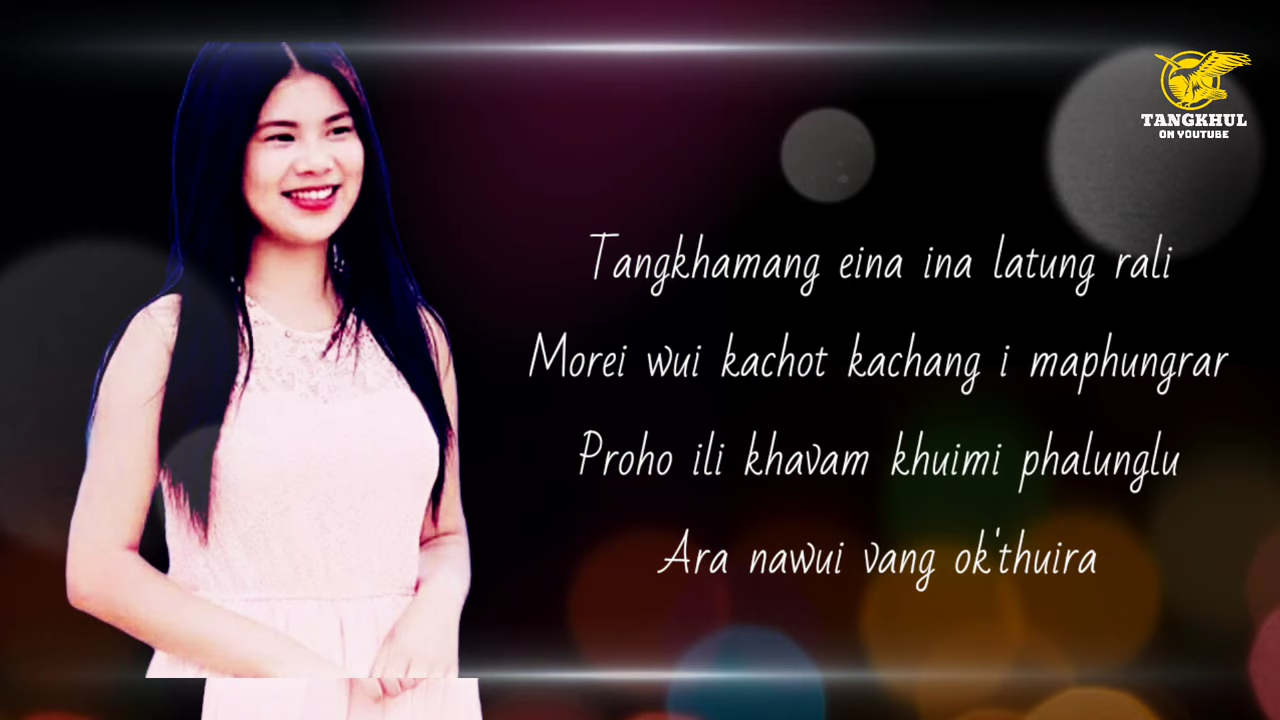 TANGKHUL
ON YOUTUBE
Tangkhamang eina ina latung rali
Morei wui kachot kachang i maphungrar
Proho ili khavam khuimi phalunglu
Ara nawui vang ok'thuira